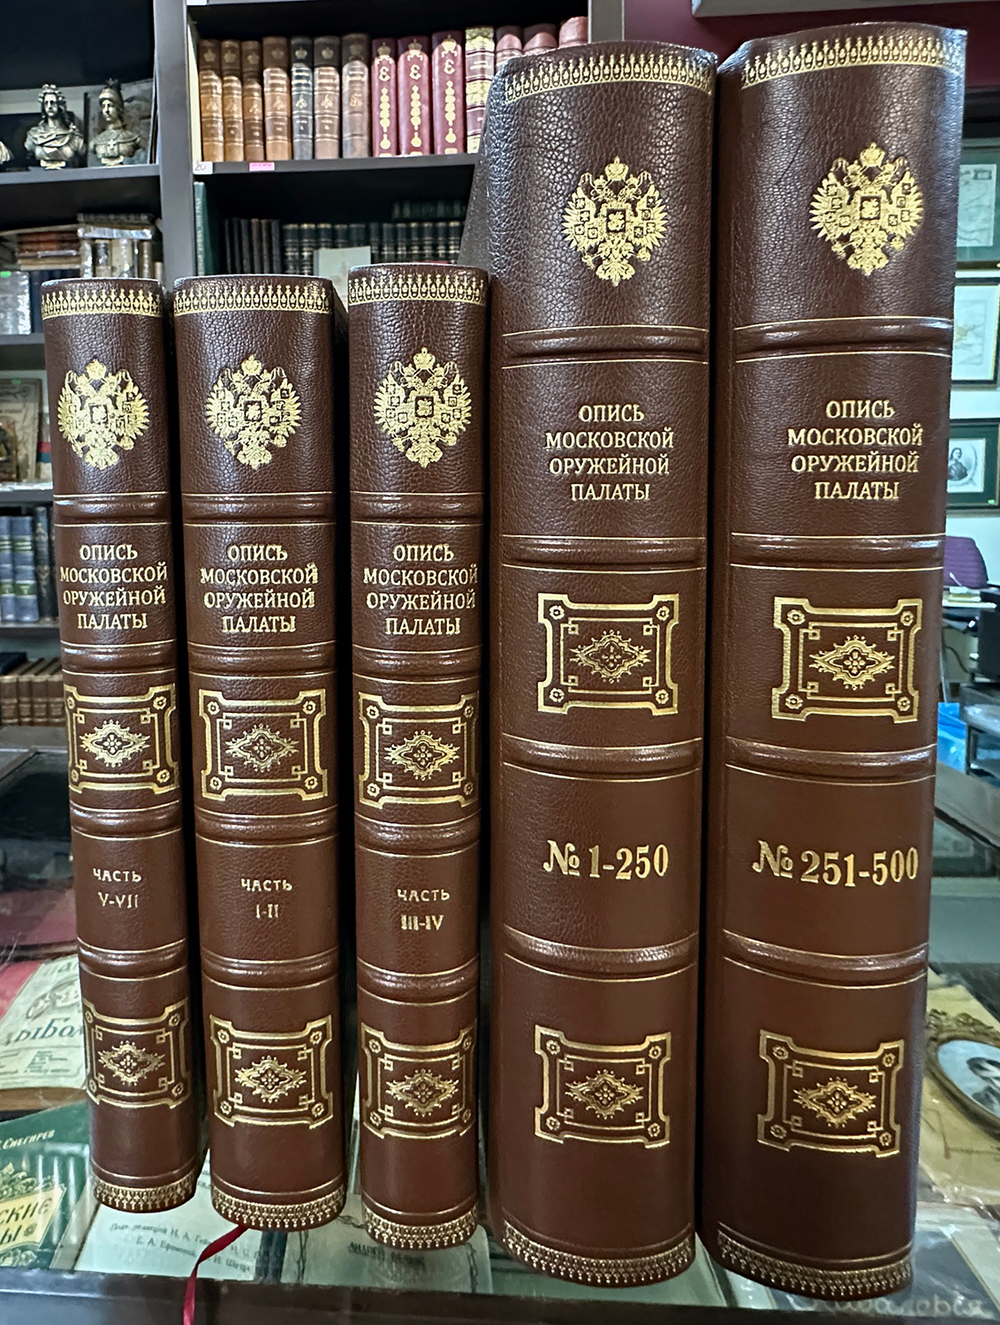 ОПИСЬ
МОСКОВСКОЙ
ОРУЖЕЙНОЙ
ПАЛАТЫ
ЧАСТЬ
V-VII
ОПИСЬ
МОСКОВСКОЙ
ОРУЖЕЙНОЙ
ПАЛАТЫ
ЧАСТЬ
I-II
ОПИСЬ
МОСКОВСКОЙ
ОРУЖЕЙНОЙ
ПАЛАТЫ
ЧАСТЬ
III-IV
ОПИСЬ
МОСКОВСКОЙ
ОРУЖЕЙНОЙ
ПАЛАТЫ
№ 1-250
ОПИСЬ
МОСКОВСКОЙ
ОРУЖЕЙНОЙ
ПАЛАТЫ
№ 251-500